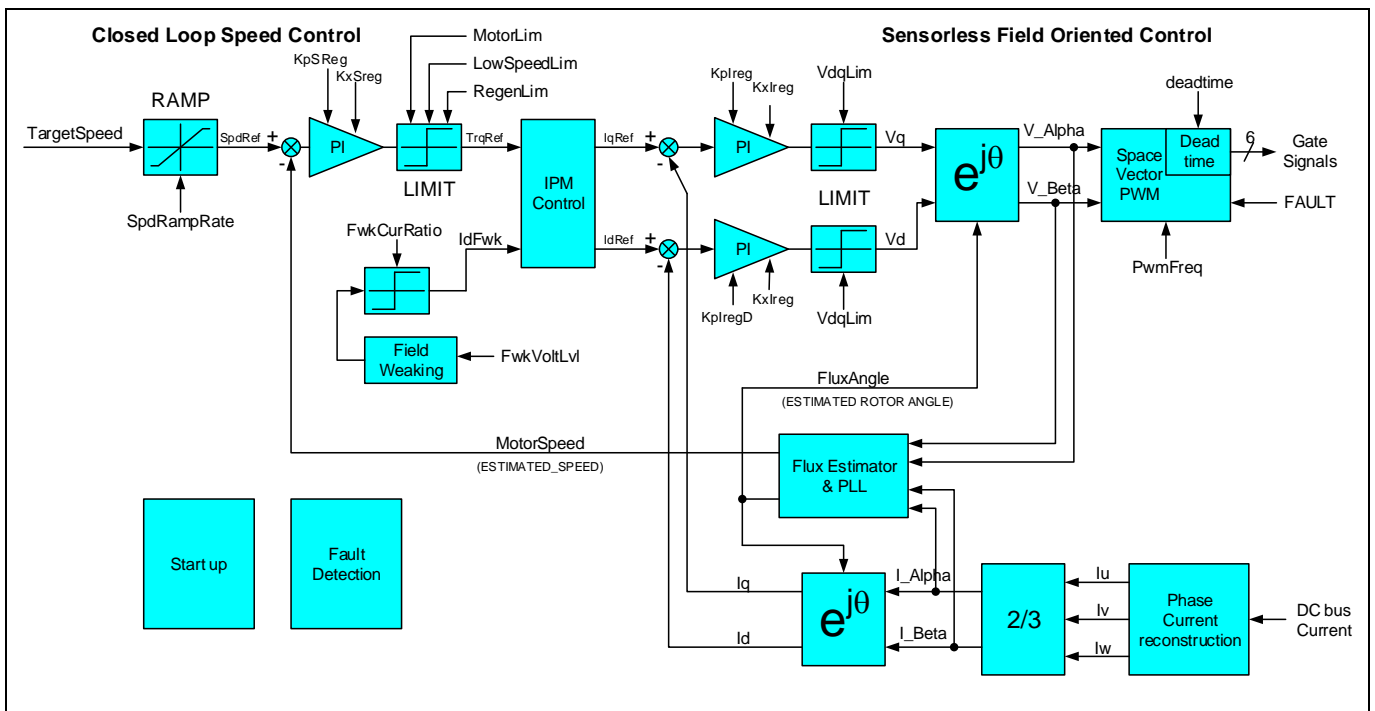 Closed Loop Speed Control
Sensorless Field Oriented Control
MotorLim
LowSpeedLim
RegenLim
KpSReg
KxSreg
RAMP
TargetSpeed
SpdRef
+
-
PI
LIMIT
TrqRef
SpdRampRate
IPM
Control
FwkCurRatio
IdFwk
Field
Weaking
FwkVoltLvl
IqRef
+
-
IdRef
+
-
KpIreg
KxIreg
PI
VdqLim
Vq
LIMIT
PI
KpIregD
KxIreg
Vd
VdqLim
e^jθ
V_Alpha
V_Beta
deadtime
Space
Vector
PWM
Dead
time
6
Gate
Signals
FAULT
PwmFreq
FluxAngle
(ESTIMATED ROTOR ANGLE)
MotorSpeed
(ESTIMATED_SPEED)
Flux Estimator
& PLL
Start up
Fault
Detection
Iq
Id
e^jθ
I_Alpha
I_Beta
2/3
Iu
Iv
Iw
Phase
Current
reconstruction
DC bus
Current